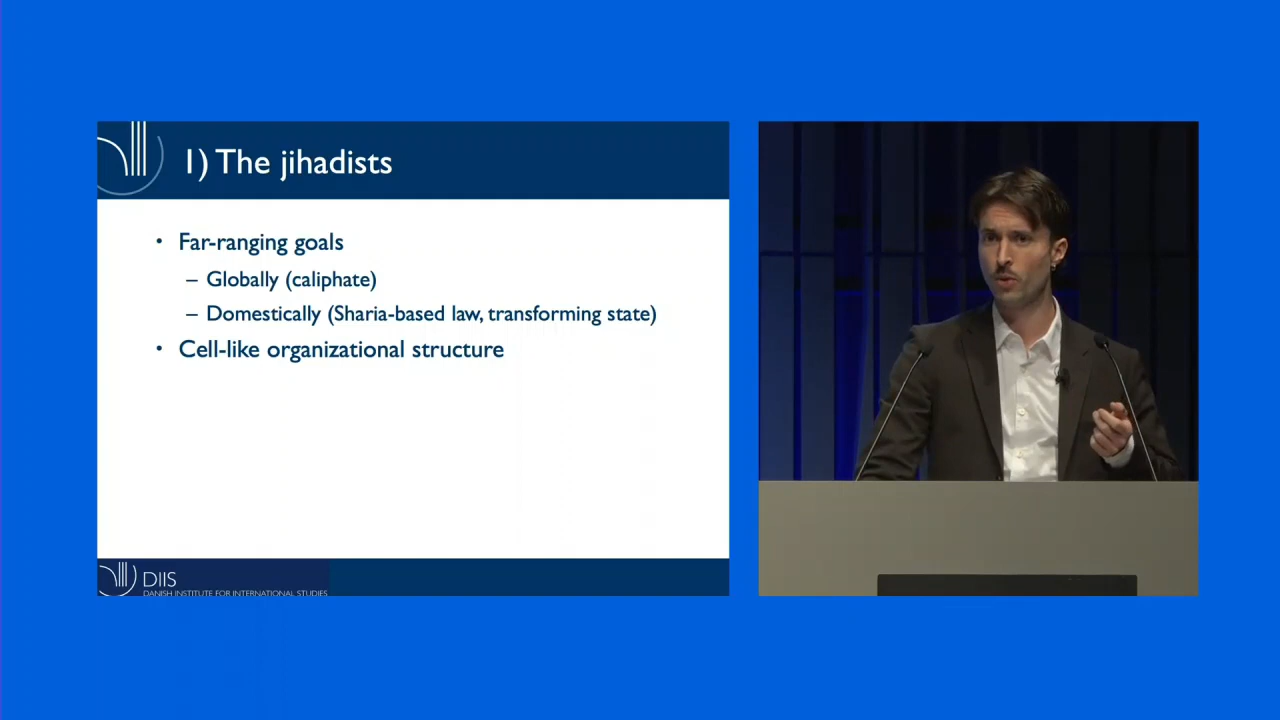 1) The jihadists
• Far-ranging goals
– Globally (caliphate)
– Domestically (Sharia-based law, transforming state)
• Cell-like organizational structure
DIIS
DANISH INSTITUTE FOR INTERNATIONAL STUDIES